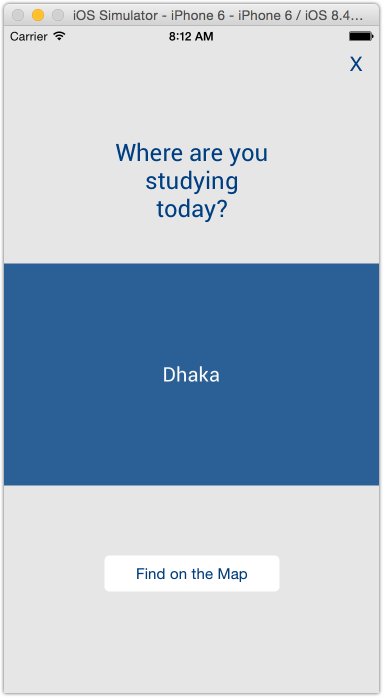 iOS Simulator - iPhone 6 - iPhone 6 / iOS 8.4...
Carrier 8:12 AM
X
Where are you
studying
today?
Dhaka
Find on the Map